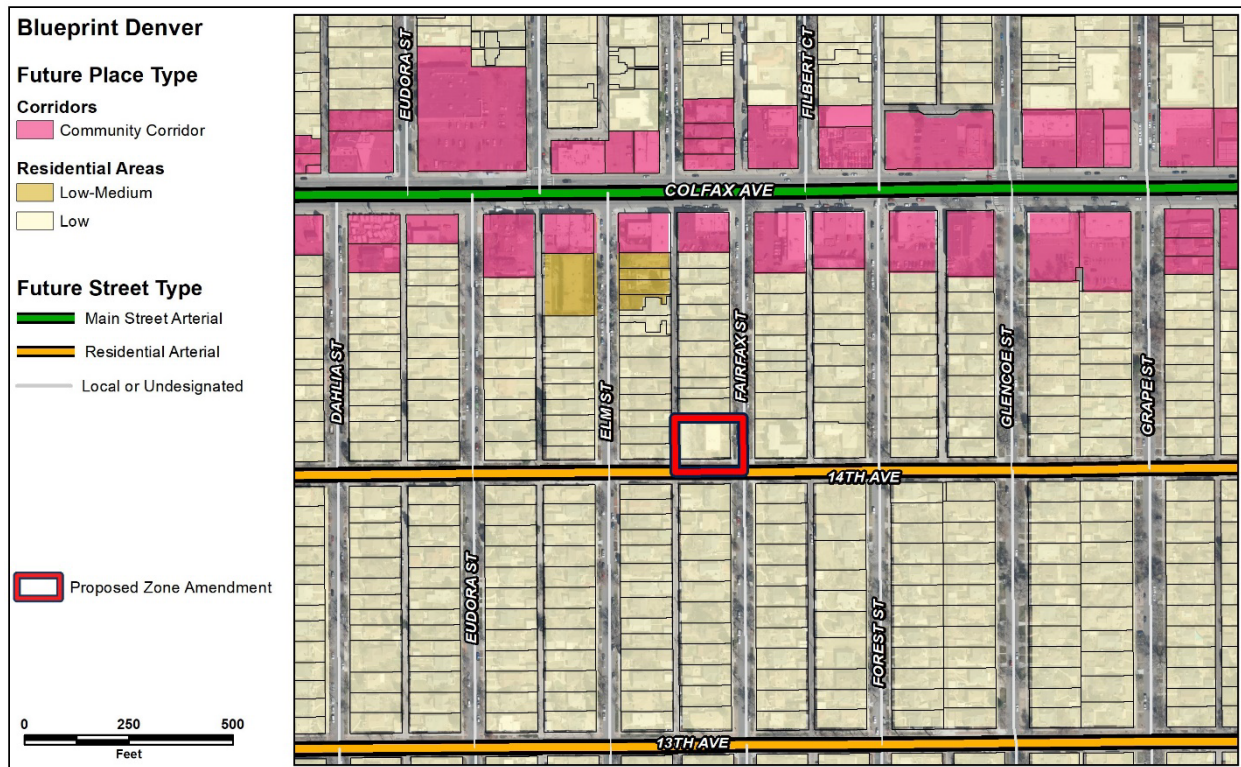 Blueprint Denver
Future Place Type
Corridors
Community Corridor
Residential Areas
Low-Medium
Low
Future Street Type
Main Street Arterial
Residential Arterial
Local or Undesignated
Proposed Zone Amendment
0 250 500
Feet
EUDORA ST
FILBERT CT
COLFAX AVE
DAHLIA ST
ELM ST
FAIRFAX ST
GLENCOE ST
GRAPE ST
14TH AVE
EUDORA ST
FOREST ST
13TH AVE